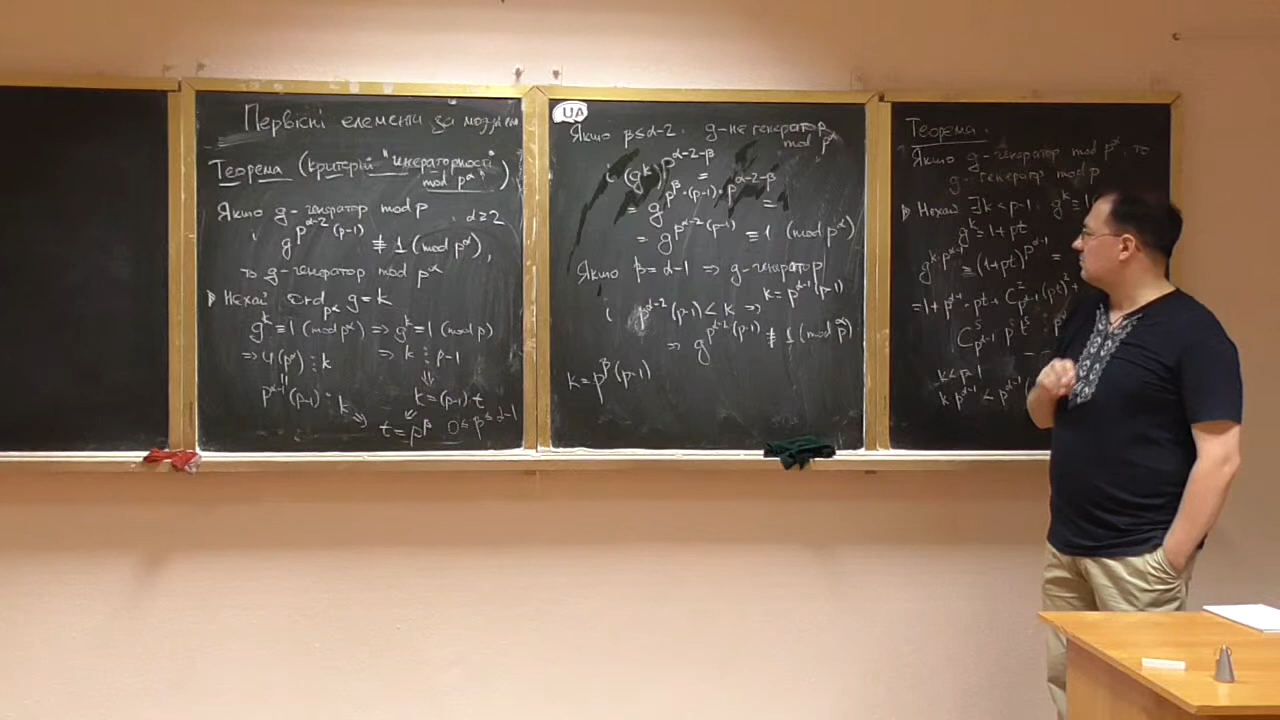 Первісні елементи за модулем
Теорема (критерій "генераторності" mod p^α)
Якщо g - генератор mod p
і g^{p^{α-2}(p-1)} ≢ 1 (mod p^α), α≥2
то g - генератор mod p^α
Нехай ord_{p^α} g = k
g^k ≡ 1 (mod p^α) ⇒ g^k ≡ 1 (mod p)
⇒ φ(p^α) ⋮ k ⇒ k ⋮ p-1
p^{α-1}(p-1) ⋮ k ⇒ k = (p-1) t
t = p^β 0 ≤ β ≤ α-1
UA
Якщо β ≤ α-2 : g - не генератор mod p^α
і (g^k)^{p^{α-2-β}} =
= g^{p^β·(p-1)·p^{α-2-β}} =
= g^{p^{α-2}(p-1)} ≡ 1 (mod p^α)
Якщо β = α-1 ⇒ g - генератор
і p^{α-2}(p-1) < k ⇒ k = p^{α-1}(p-1)
⇒ g^{p^{α-2}(p-1)} ≢ 1 (mod p^α)
k = p^β (p-1)
Теорема.
Якщо g - генератор mod p^α, то
g - генератор mod p
Нехай ∃ k < p-1 : g^k ≡ 1
g^k = 1 + pt
g^{k·p^{α-1}} = (1+pt)^{p^{α-1}} =
= 1 + p^{α-1}·pt + C^2_{p^{α-1}} (pt)^2 +
C^s_{p^{α-1}} p^s t^s :
k < p-1
k·p^{α-1} < p^{α-1}